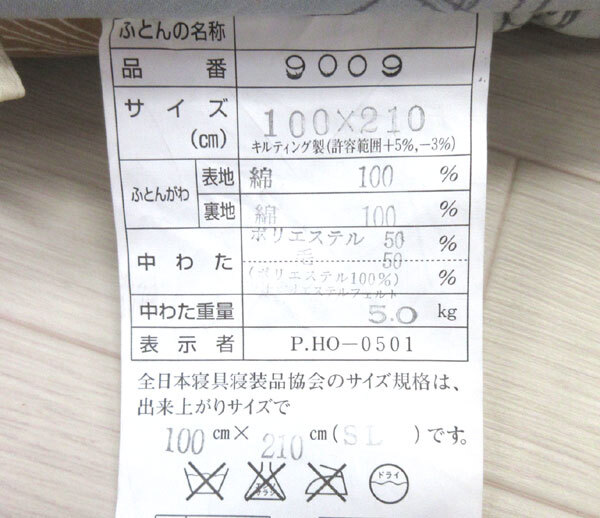 ふとんの名称
品番 9009
サイズ(cm) 100×210
キルティング製(許容範囲+5%,-3%)
ふとんがわ 表地 綿 100 %
裏地 綿 100 %
中わた ポリエステル 50 %
毛 50
(ポリエステル100%) %
中わた重量 5.0 kg
表示者 P.HO-0501
全日本寝具寝装品協会のサイズ規格は、
出来上がりサイズで
100cm×210cm(SL)です。
ドライ